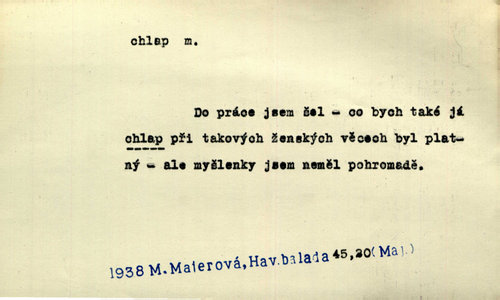 chlap m.
Do práce jsem šel - co bych také já
chlap při takových ženských věcech byl plat-
ný - ale myšlenky jsem neměl pohromadě.
1938 M. Majerová, Hav. balada 45,20 (Maj.)